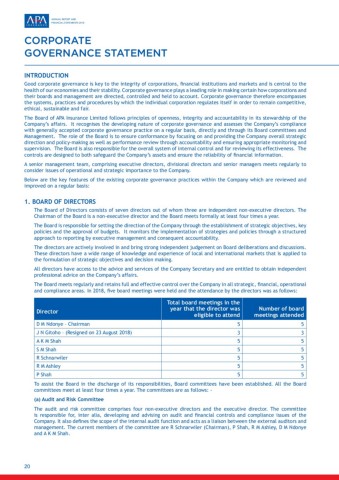 APA
INSURANCE
ANNUAL REPORT AND
FINANCIAL STATEMENTS 2018
CORPORATE
GOVERNANCE STATEMENT
INTRODUCTION
Good corporate governance is key to the integrity of corporations, financial institutions and markets and is central to the
health of our economies and their stability. Corporate governance plays a leading role in making certain how corporations and
their boards and management are directed, controlled and held to account. Corporate governance therefore encompasses
the systems, practices and procedures by which the individual corporation regulates itself in order to remain competitive,
ethical, sustainable and fair.
The Board of APA Insurance Limited follows principles of openness, integrity and accountability in its stewardship of the
Company's affairs. It recognises the developing nature of corporate governance and assesses the Company's compliance
with generally accepted corporate governance practice on a regular basis, directly and through its Board committees and
Management. The role of the Board is to ensure conformance by focusing on and providing the Company overall strategic
direction and policy-making as well as performance review through accountability and ensuring appropriate monitoring and
supervision. The Board is also responsible for the overall system of internal control and for reviewing its effectiveness. The
controls are designed to both safeguard the Company's assets and ensure the reliability of financial information.
A senior management team, comprising executive directors, divisional directors and senior managers meets regularly to
consider issues of operational and strategic importance to the Company.
Below are the key features of the existing corporate governance practices within the Company which are reviewed and
improved on a regular basis:
1. BOARD OF DIRECTORS
The Board of Directors consists of seven directors out of whom three are independent non-executive directors. The
Chairman of the Board is a non-executive director and the Board meets formally at least four times a year.
The Board is responsible for setting the direction of the Company through the establishment of strategic objectives, key
policies and the approval of budgets. It monitors the implementation of strategies and policies through a structured
approach to reporting by executive management and consequent accountability.
The directors are actively involved in and bring strong independent judgement on Board deliberations and discussions.
These directors have a wide range of knowledge and experience of local and international markets that is applied to
the formulation of strategic objectives and decision making.
All directors have access to the advice and services of the Company Secretary and are entitled to obtain independent
professional advice on the Company's affairs.
The Board meets regularly and retains full and effective control over the Company in all strategic, financial, operational
and compliance areas. In 2018, five board meetings were held and the attendance by the directors was as follows:
Director Total board meetings in the year that the director was eligible to attend Number of board meetings attended
D M Ndonye - Chairman 5 5
J N Gitoho - (Resigned on 23 August 2018) 3 3
A K M Shah 5 5
S M Shah 5 5
R Schnarwiler 5 5
R M Ashley 5 5
P Shah 5 5
To assist the Board in the discharge of its responsibilities, Board committees have been established. All the Board
committees meet at least four times a year. The committees are as follows: -
(a) Audit and Risk Committee
The audit and risk committee comprises four non-executive directors and the executive director. The committee
is responsible for, inter alia, developing and advising on audit and financial controls and compliance issues of the
Company. It also defines the scope of the internal audit function and acts as a liaison between the external auditors and
management. The current members of the committee are R Schnarwiler (Chairman), P Shah, R M Ashley, D M Ndonye
and A K M Shah.
20